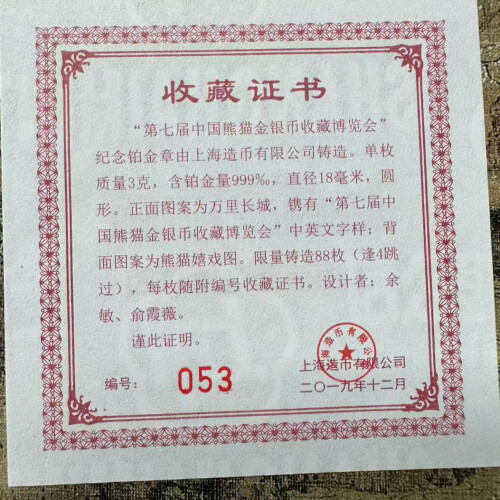 收藏证书
“第七届中国熊猫金银币收藏博览会”
纪念铂金章由上海造币有限公司铸造。单枚
质量3克，含铂金量999‰，直径18毫米，圆
形。正面图案为万里长城，镌有“第七届中
国熊猫金银币收藏博览会”中英文字样；背
面图案为熊猫嬉戏图。限量铸造88枚（逢4跳
过），每枚随附编号收藏证书。设计者：余
敏、俞霞薇。
谨此证明。
上海造币有限公司
编号： 053
二〇一九年十二月